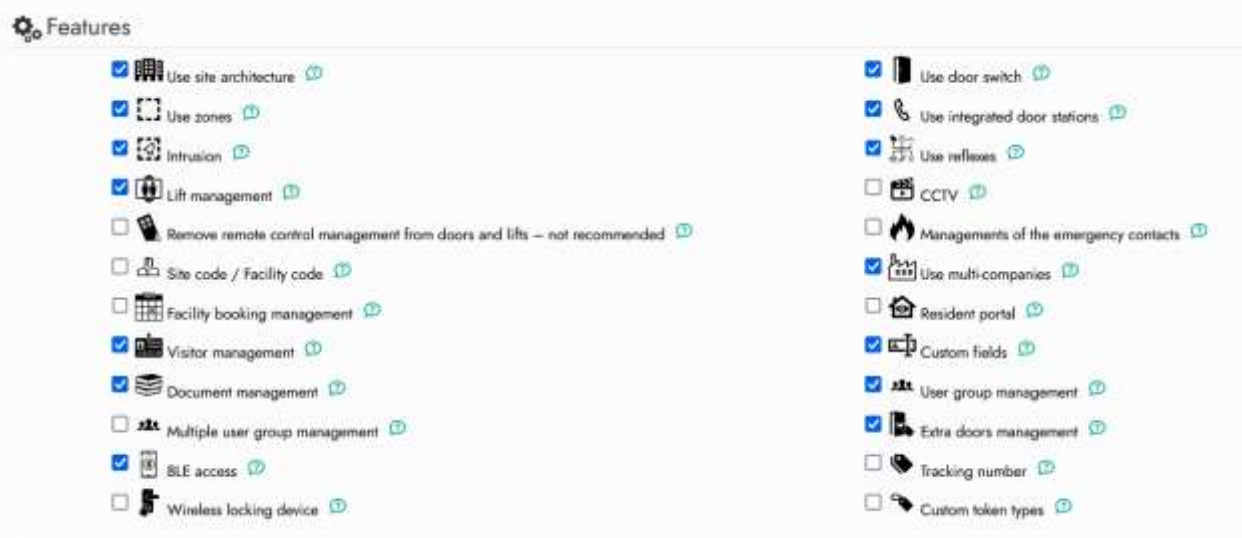 Features
Use site architecture
Use zones
Intrusion
Lift management
Remove remote control management from doors and lifts – not recommended
Site code / Facility code
Facility booking management
Visitor management
Document management
Multiple user group management
BLE access
Wireless locking device
Use door switch
Use integrated door stations
Use reflexes
CCTV
Managements of the emergency contacts
Use multi-companies
Resident portal
Custom fields
User group management
Extra doors management
Tracking number
Custom token types